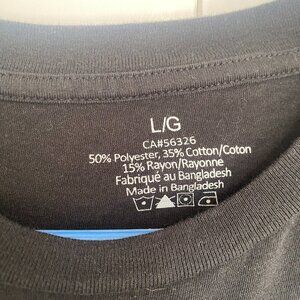 L/G
CA#56326
50% Polyester, 35% Cotton/Coton
15% Rayon/Rayonne
Fabriqué au Bangladesh
Made in Bangladesh